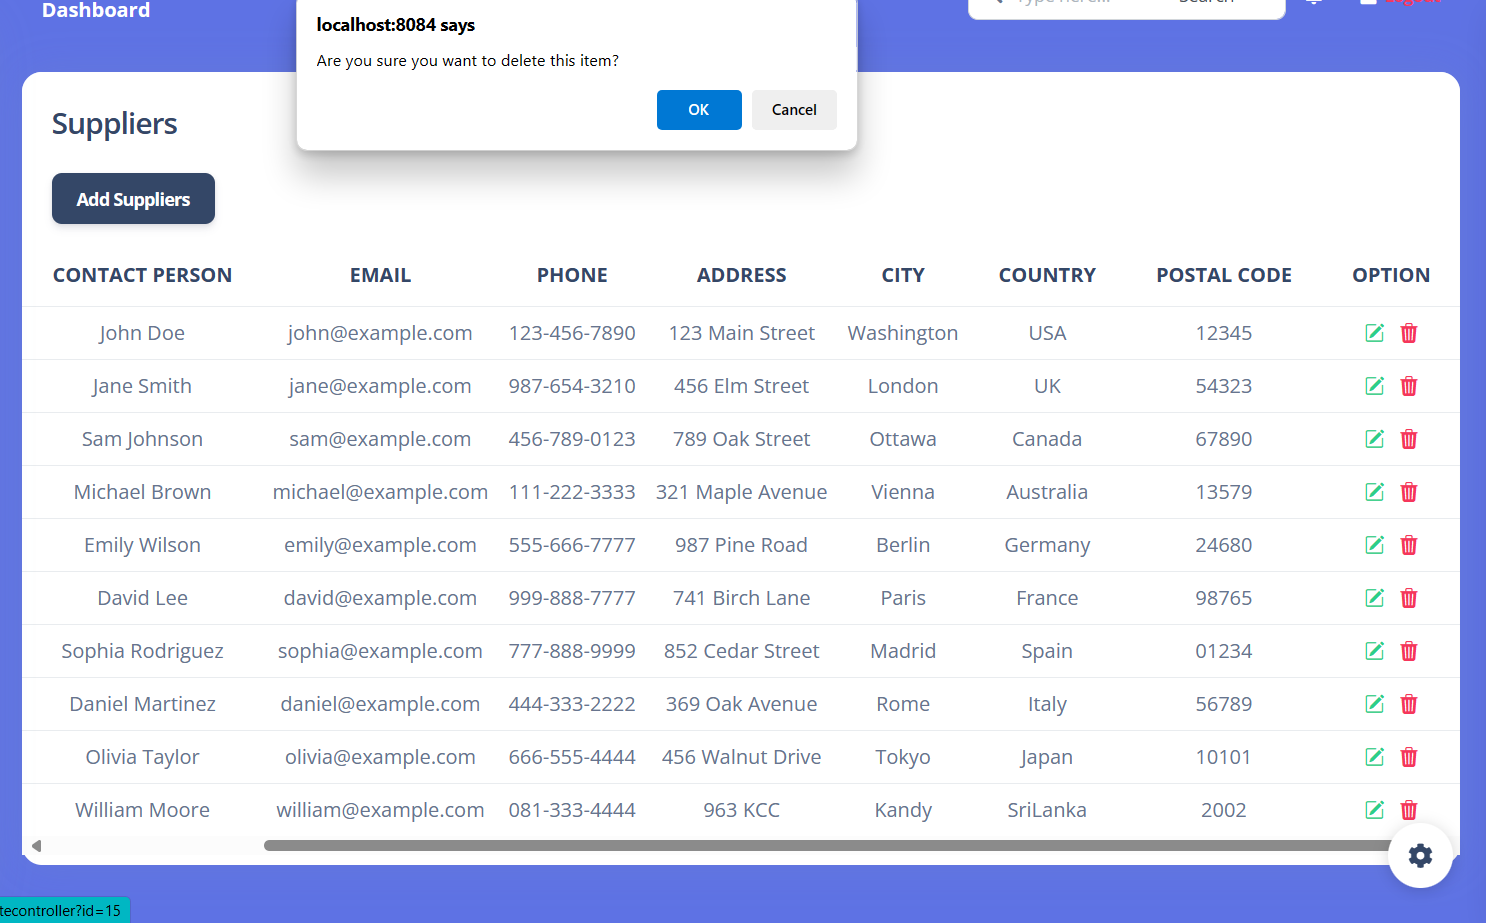 Dashboard
localhost:8084 says
Are you sure you want to delete this item?
OK Cancel
Suppliers
Add Suppliers
CONTACT PERSON EMAIL PHONE ADDRESS CITY COUNTRY POSTAL CODE OPTION
John Doe john@example.com 123-456-7890 123 Main Street Washington USA 12345
Jane Smith jane@example.com 987-654-3210 456 Elm Street London UK 54323
Sam Johnson sam@example.com 456-789-0123 789 Oak Street Ottawa Canada 67890
Michael Brown michael@example.com 111-222-3333 321 Maple Avenue Vienna Australia 13579
Emily Wilson emily@example.com 555-666-7777 987 Pine Road Berlin Germany 24680
David Lee david@example.com 999-888-7777 741 Birch Lane Paris France 98765
Sophia Rodriguez sophia@example.com 777-888-9999 852 Cedar Street Madrid Spain 01234
Daniel Martinez daniel@example.com 444-333-2222 369 Oak Avenue Rome Italy 56789
Olivia Taylor olivia@example.com 666-555-4444 456 Walnut Drive Tokyo Japan 10101
William Moore william@example.com 081-333-4444 963 KCC Kandy SriLanka 2002
tecontroller?id=15